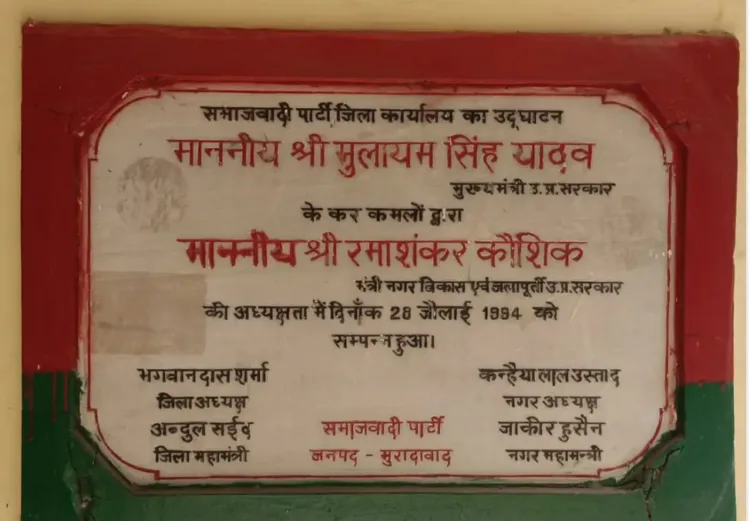 समाजवादी पार्टी जिला कार्यालय का उद्घाटन
माननीय श्री मुलायम सिंह यादव
मुख्यमंत्री उ.प्र.सरकार
के कर कमलों द्वारा
माननीय श्री रमाशंकर कौशिक
मंत्री नगर विकास एवं जलापूर्ती उ.प्र.सरकार
की अध्यक्षता में दिनाँक 28 जौलाई 1994 को
सम्पन्न हुआ।
भगवानदास शर्मा कन्हैया लाल उस्ताद
जिला अध्यक्ष नगर अध्यक्ष
अब्दुल सईद समाजवादी पार्टी जाकीर हुसैन
जिला महामंत्री जनपद - मुरादावाद नगर महामन्त्री